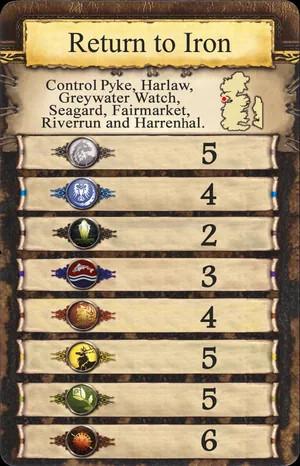 Return to Iron
Control Pyke, Harlaw,
Greywater Watch,
Seagard, Fairmarket,
Riverrun and Harrenhal.
5
4
2
3
4
5
5
6